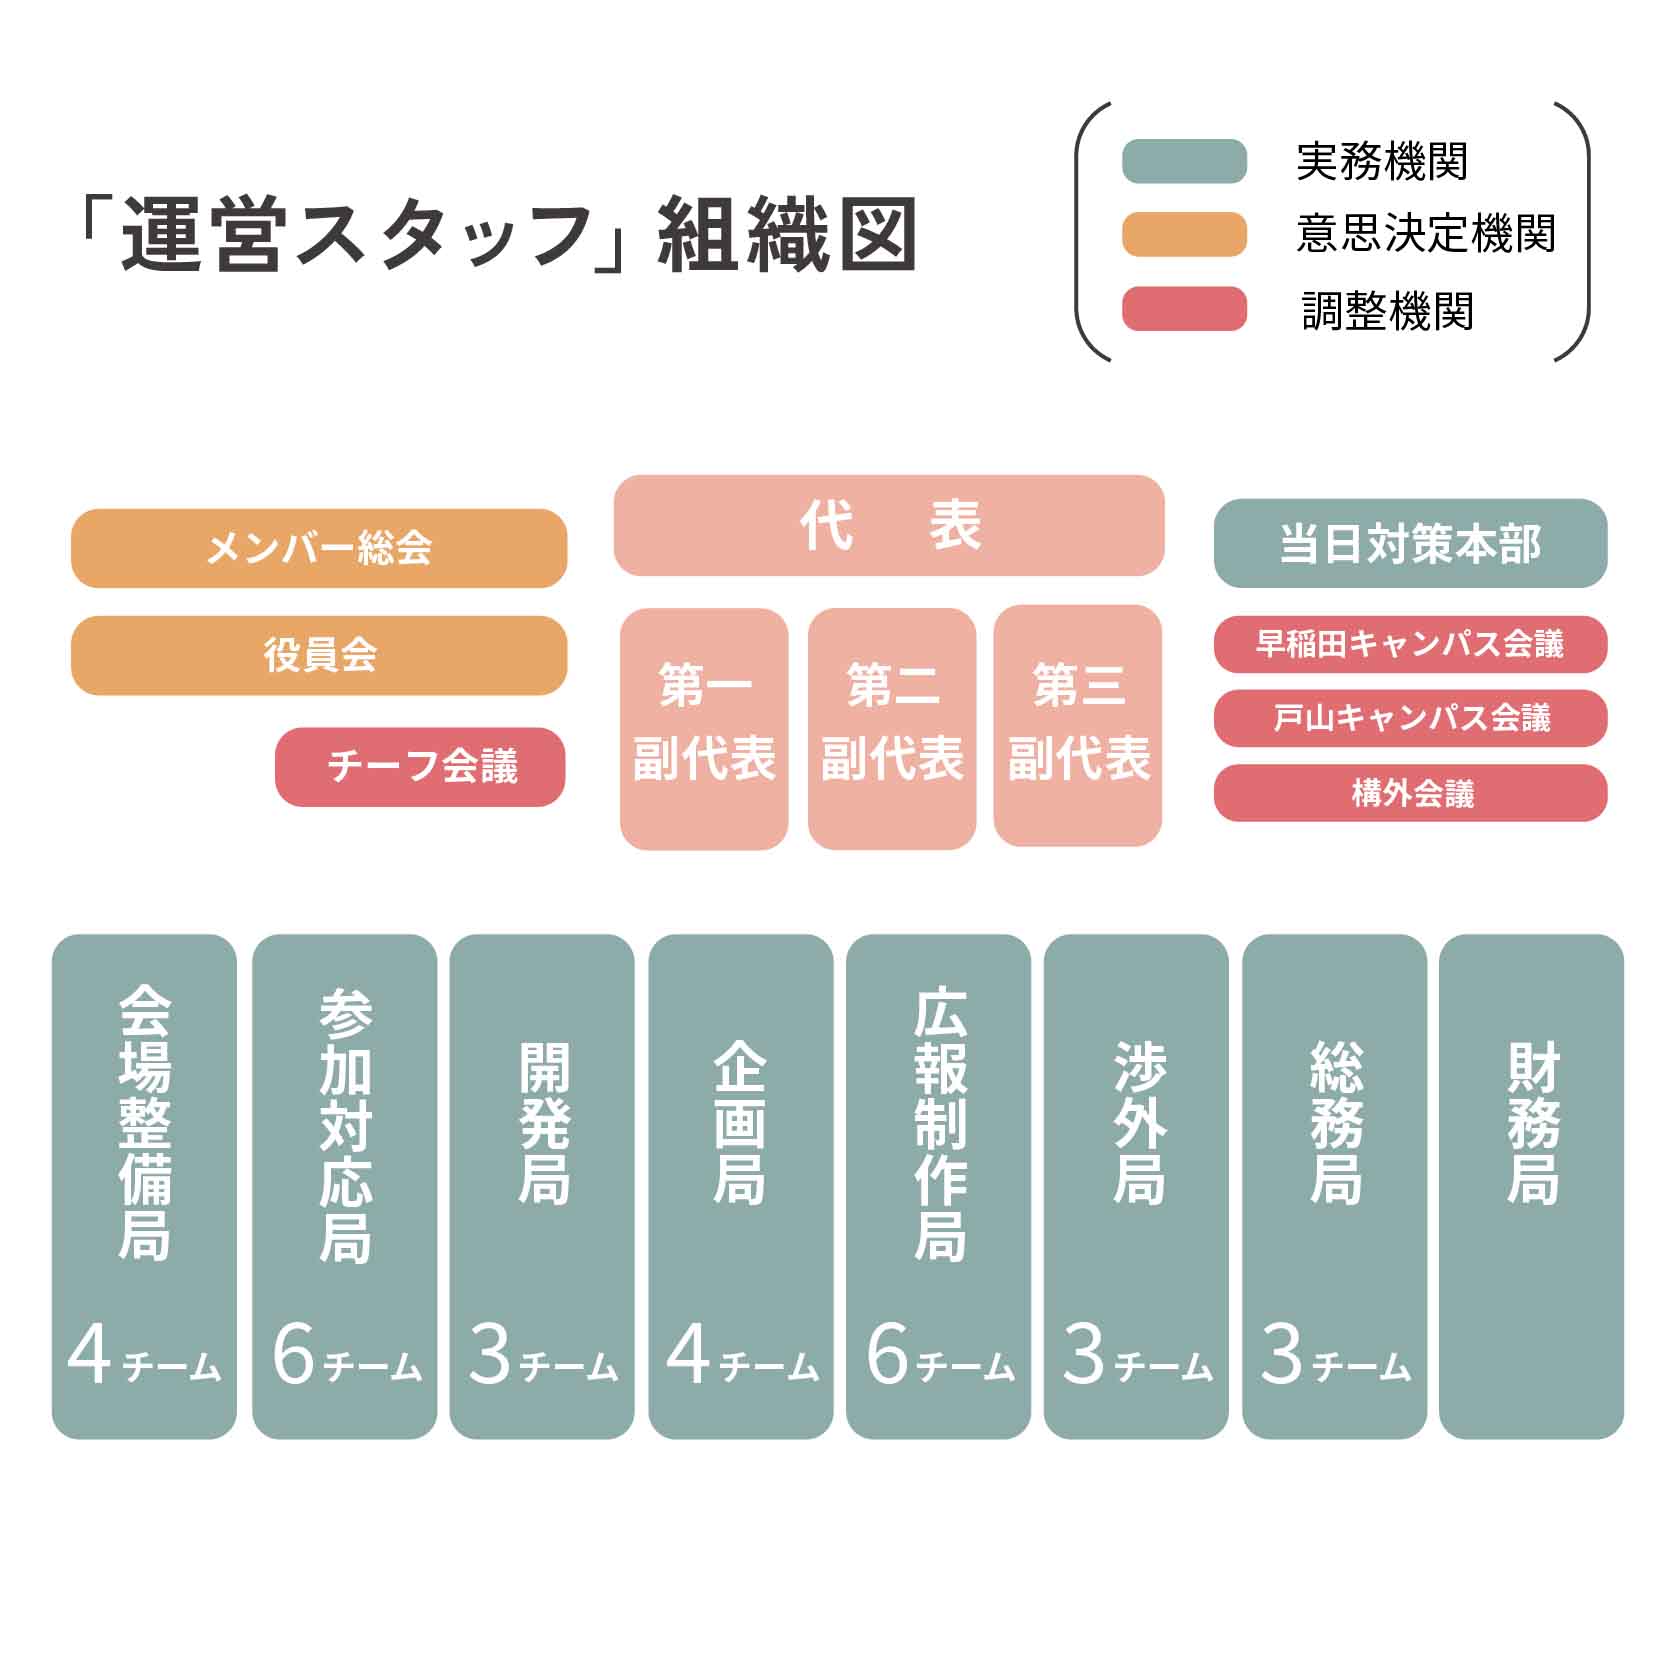 「運営スタッフ」組織図
実務機関
意思決定機関
調整機関
メンバー総会
役員会
チーフ会議
代表
第一
副代表
第二
副代表
第三
副代表
当日対策本部
早稲田キャンパス会議
戸山キャンパス会議
構外会議
会場整備局
4チーム
参加対応局
6チーム
開発局
3チーム
企画局
4チーム
広報制作局
6チーム
渉外局
3チーム
総務局
3チーム
財務局